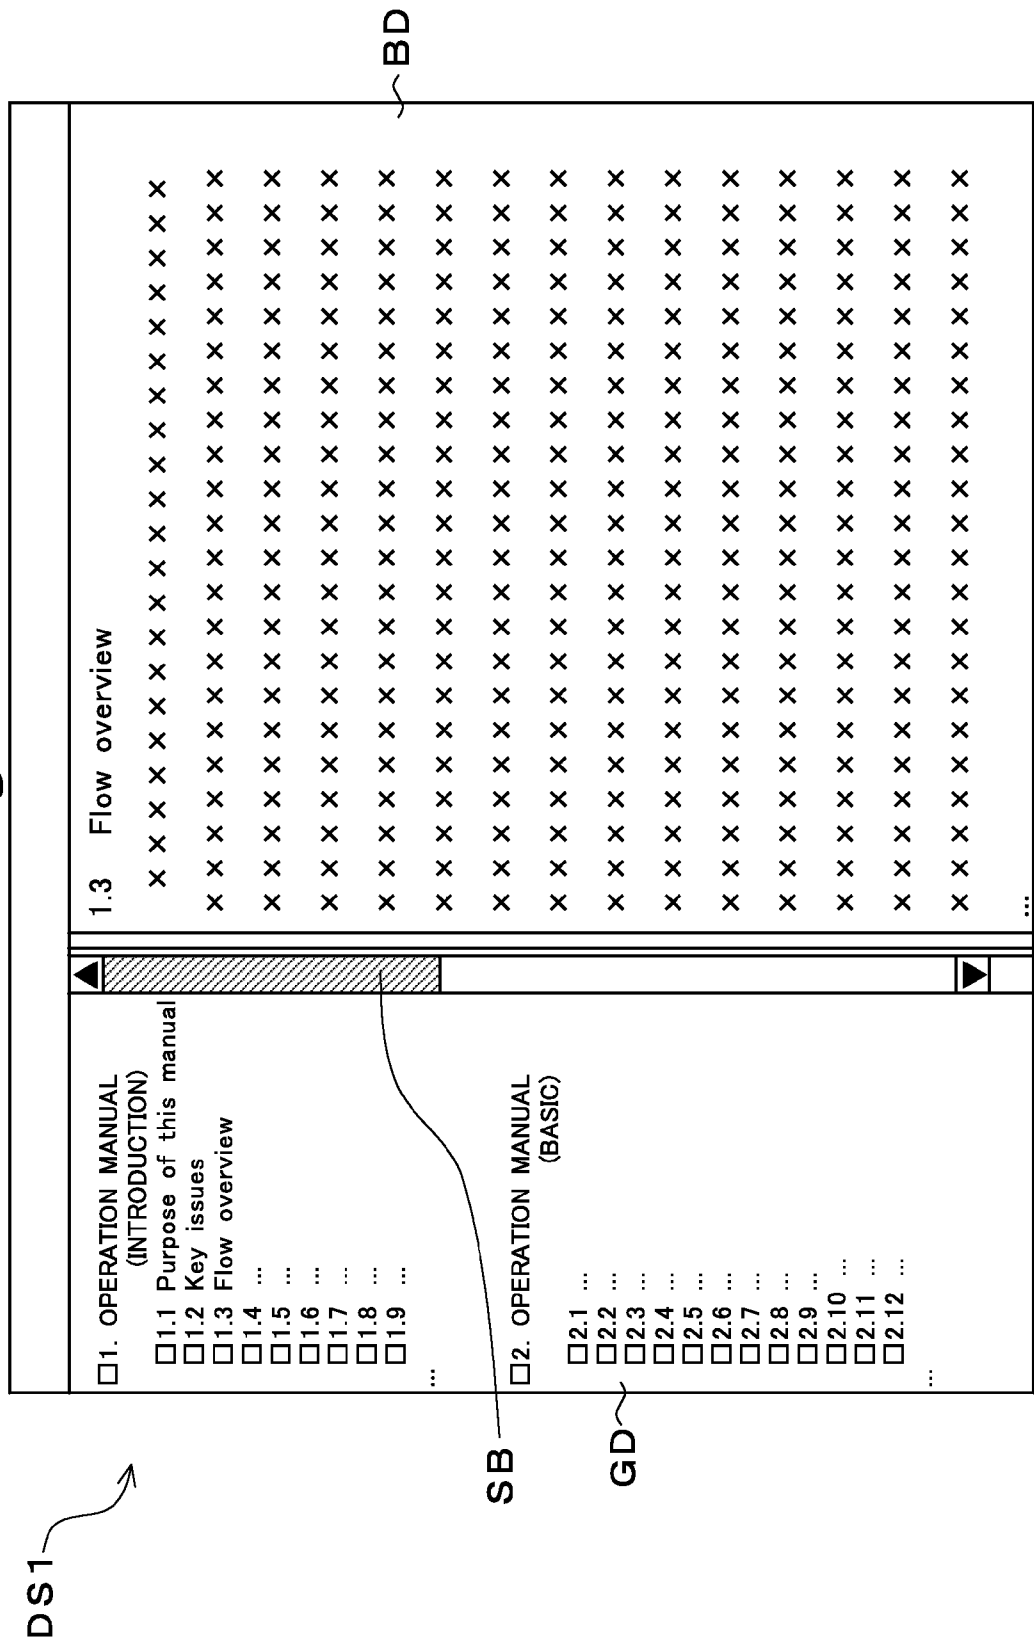 DS1
□1. OPERATION MANUAL
(INTRODUCTION)
□1.1 Purpose of this manual
□1.2 Key issues
□1.3 Flow overview
□1.4 ...
□1.5 ...
□1.6 ...
□1.7 ...
□1.8 ...
□1.9 ...
...
□2. OPERATION MANUAL
(BASIC)
□2.1 ...
□2.2 ...
□2.3 ...
□2.4 ...
□2.5 ...
□2.6 ...
□2.7 ...
□2.8 ...
□2.9 ...
□2.10 ...
□2.11 ...
□2.12 ...
...
SB
GD
1.3 Flow overview
× × × × × × × × × × × × × × × × × × × × ×
× × × × × × × × × × × × × × × × × × × × × ×
× × × × × × × × × × × × × × × × × × × × × ×
× × × × × × × × × × × × × × × × × × × × × ×
× × × × × × × × × × × × × × × × × × × × × ×
× × × × × × × × × × × × × × × × × × × × × ×
× × × × × × × × × × × × × × × × × × × × × ×
× × × × × × × × × × × × × × × × × × × × × ×
× × × × × × × × × × × × × × × × × × × × × ×
× × × × × × × × × × × × × × × × × × × × × ×
× × × × × × × × × × × × × × × × × × × × × ×
× × × × × × × × × × × × × × × × × × × × × ×
× × × × × × × × × × × × × × × × × × × × × ×
× × × × × × × × × × × × × × × × × × × × × ×
× × × × × × × × × × × × × × × × × × × × × ×
...
BD